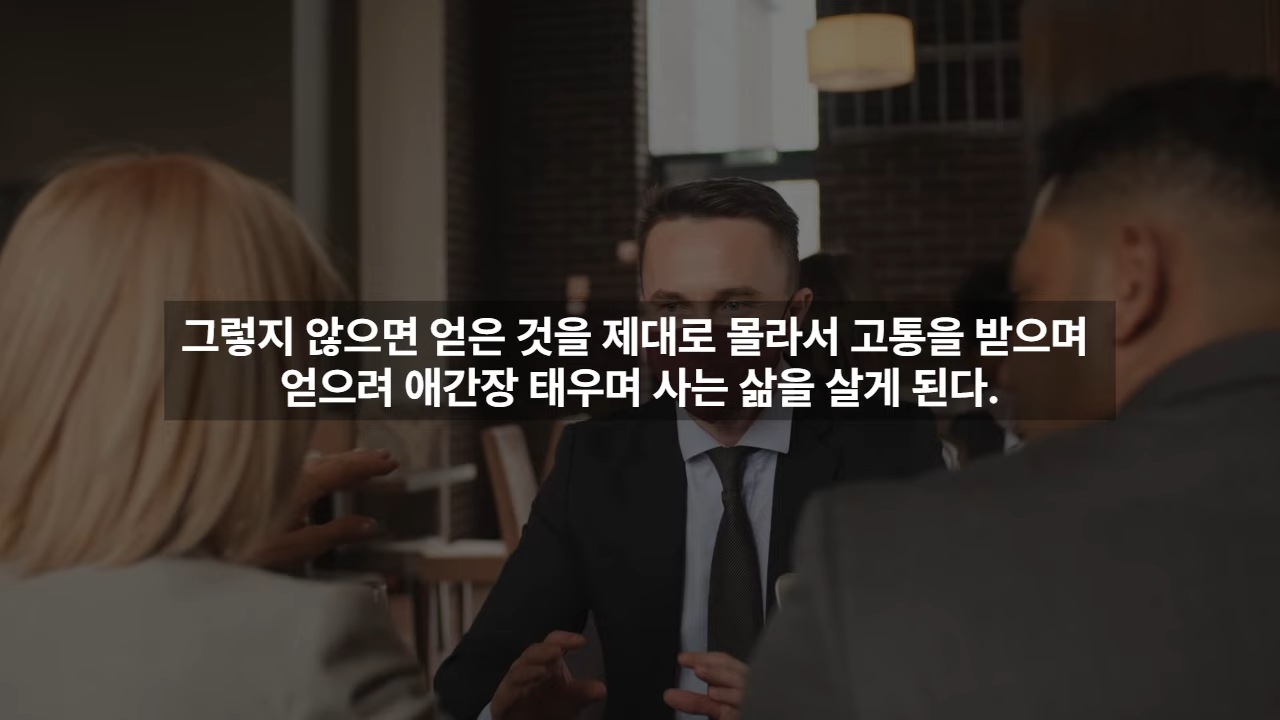 그렇지 않으면 얻은 것을 제대로 몰라서 고통을 받으며
얻으려 애간장 태우며 사는 삶을 살게 된다.